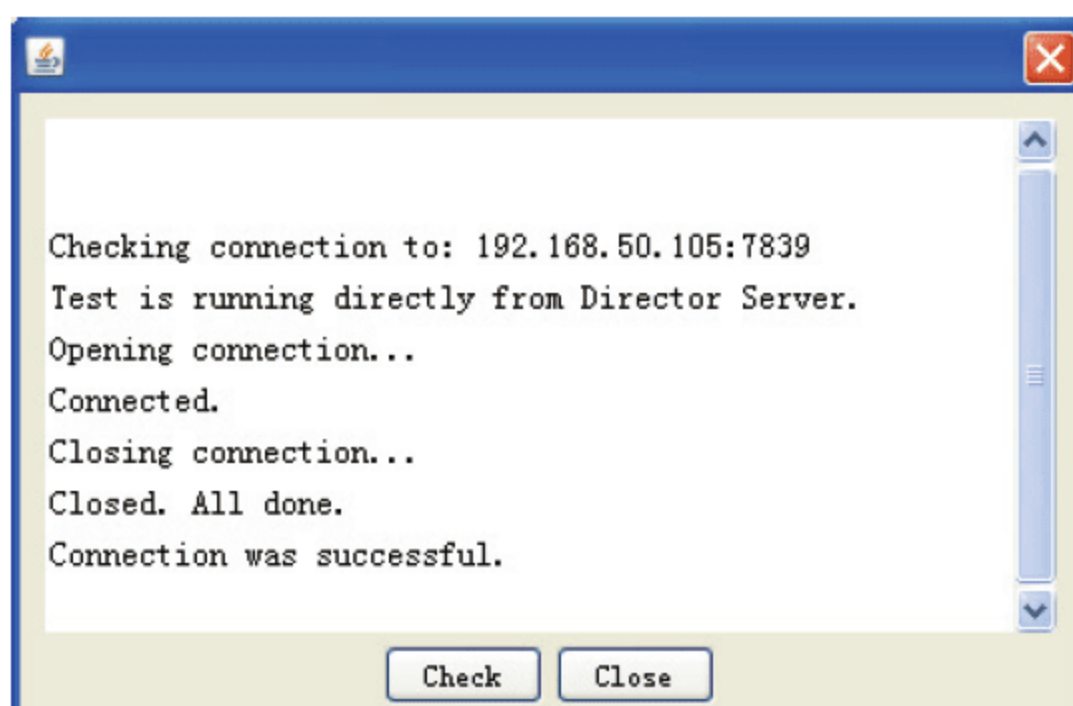 Checking connection to: 192.168.50.105:7839
Test is running directly from Director Server.
Opening connection...
Connected.
Closing connection...
Closed. All done.
Connection was successful.
Check Close